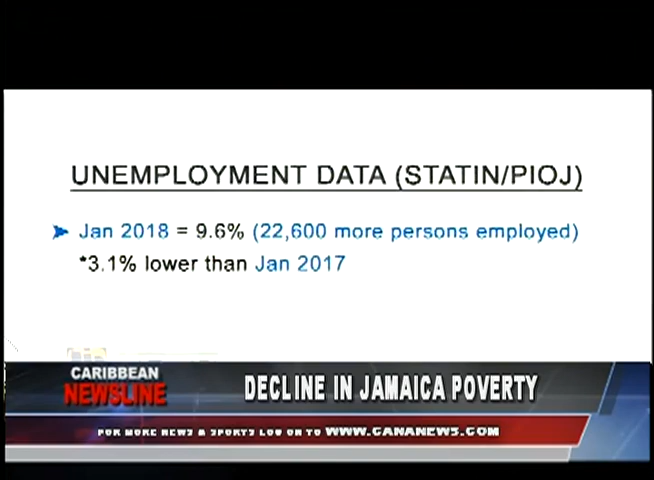 UNEMPLOYMENT DATA (STATIN/PIOJ)
➤ Jan 2018 = 9.6% (22,600 more persons employed)
*3.1% lower than Jan 2017
CARIBBEAN
NEWSLINE
DECLINE IN JAMAICA POVERTY
FOR MORE NEWS & SPORTS LOG ON TO WWW.CANANEWS.COM